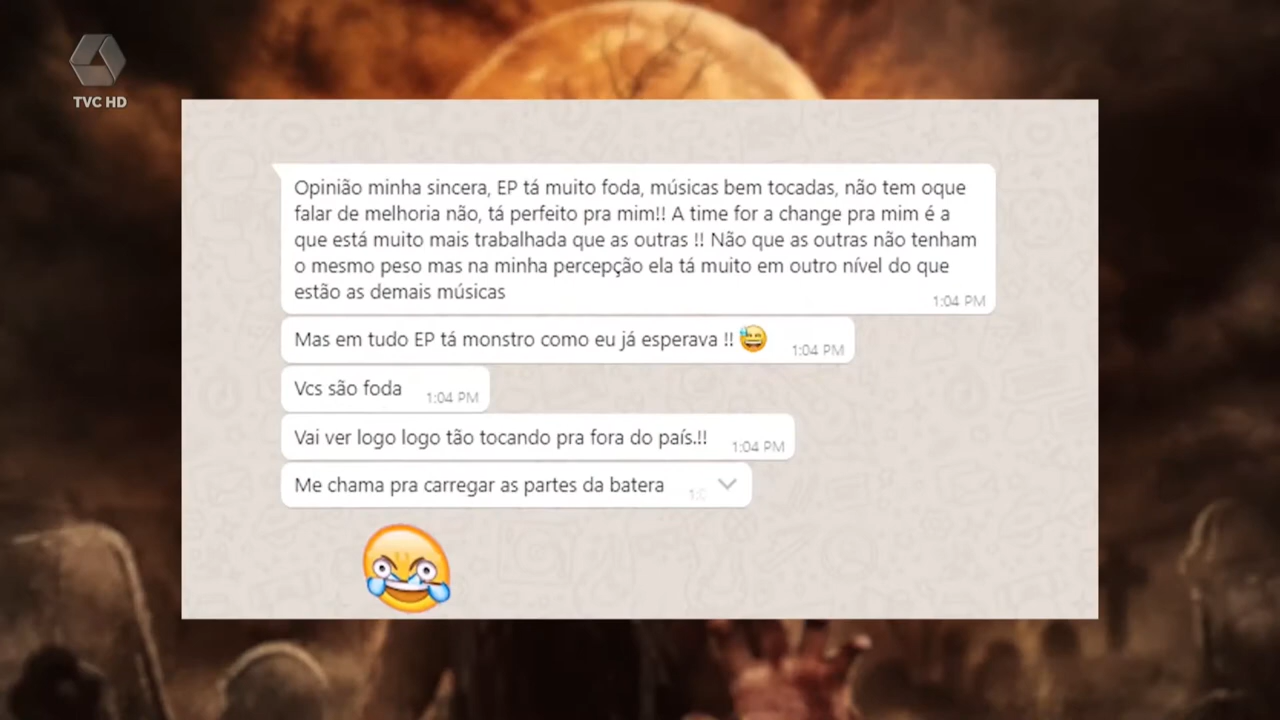 TVC HD
Opinião minha sincera, EP tá muito foda, músicas bem tocadas, não tem oque
falar de melhoria não, tá perfeito pra mim!! A time for a change pra mim é a
que está muito mais trabalhada que as outras !! Não que as outras não tenham
o mesmo peso mas na minha percepção ela tá muito em outro nível do que
estão as demais músicas
1:04 PM
Mas em tudo EP tá monstro como eu já esperava !! 😅
1:04 PM
Vcs são foda
1:04 PM
Vai ver logo logo tão tocando pra fora do país.!!
1:04 PM
Me chama pra carregar as partes da batera